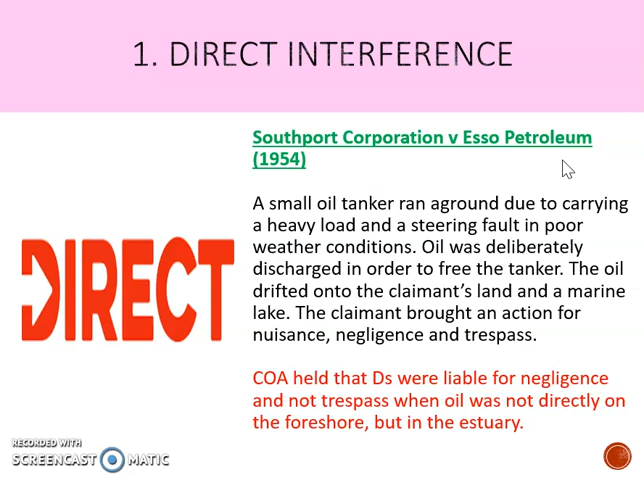 1. DIRECT INTERFERENCE
Southport Corporation v Esso Petroleum
(1954)
A small oil tanker ran aground due to carrying
a heavy load and a steering fault in poor
weather conditions. Oil was deliberately
discharged in order to free the tanker. The oil
drifted onto the claimant's land and a marine
lake. The claimant brought an action for
nuisance, negligence and trespass.
DIRECT
COA held that Ds were liable for negligence
and not trespass when oil was not directly on
the foreshore, but in the estuary.
RECORDED WITH
SCREENCAST MATIC